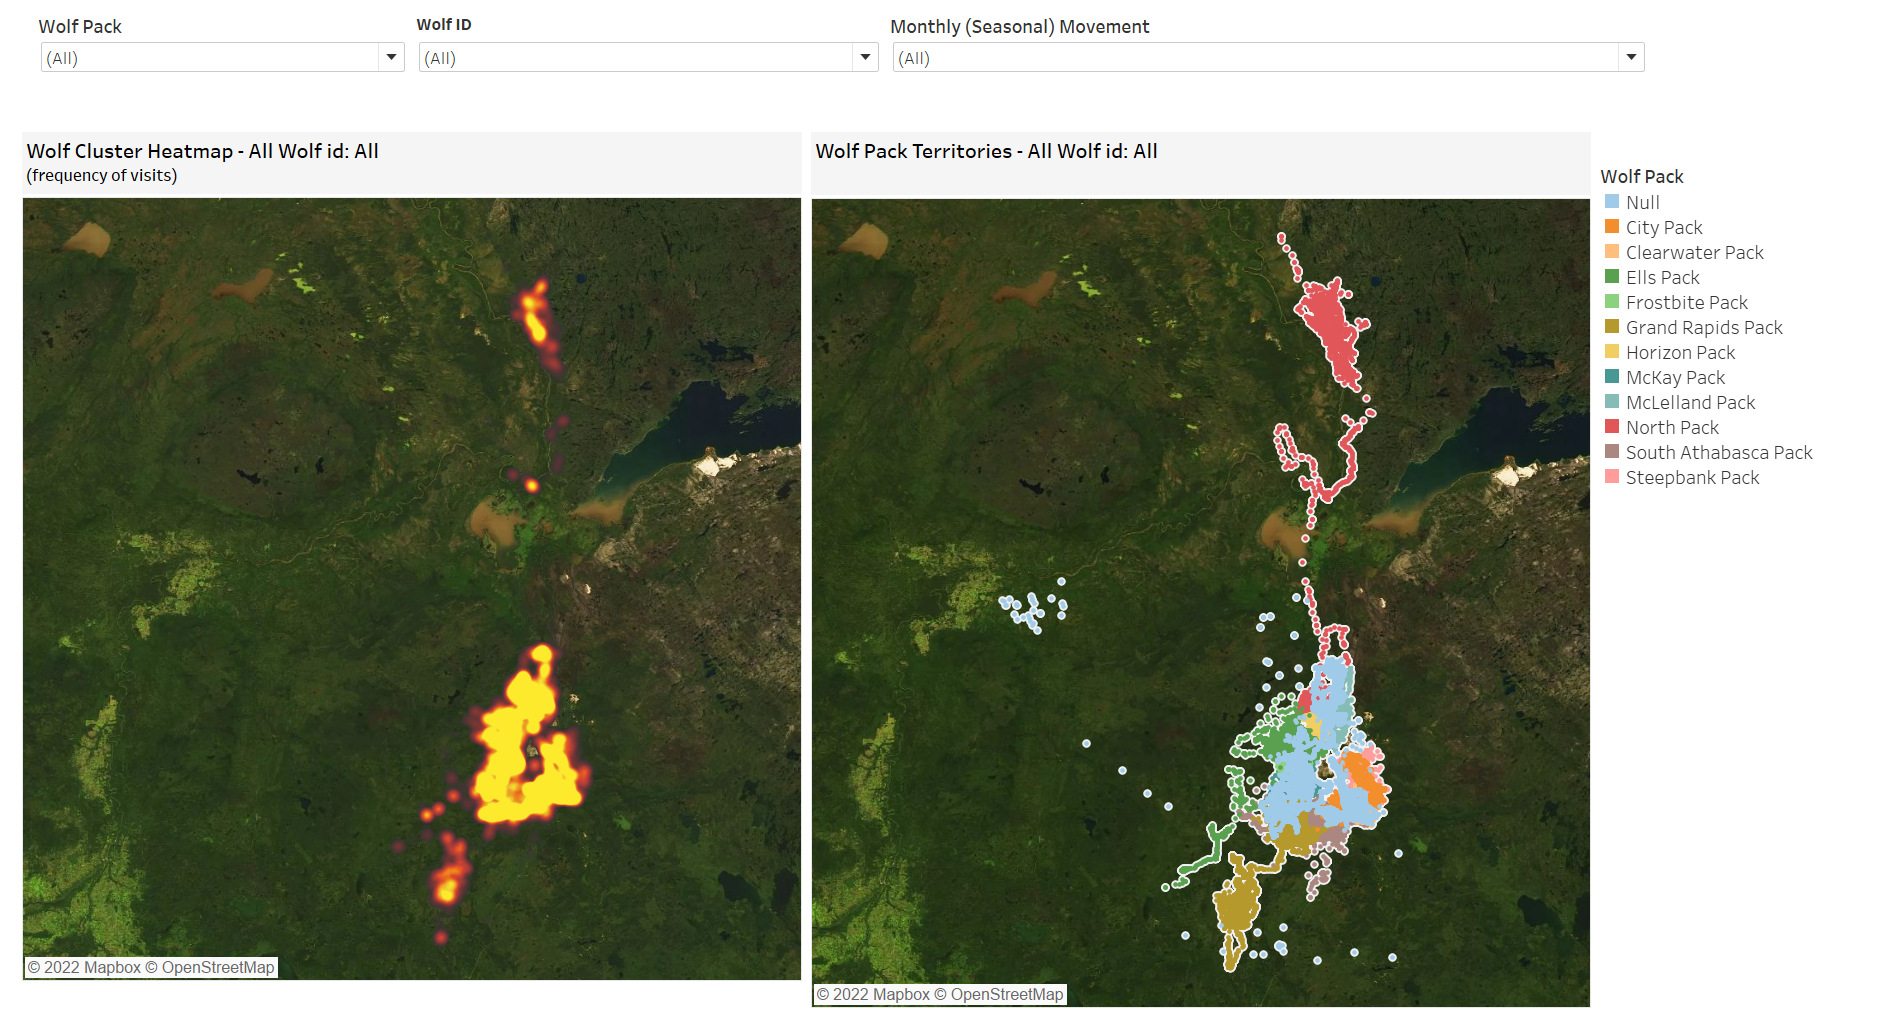 Wolf Pack
(All)
Wolf ID
(All)
Monthly (Seasonal) Movement
(All)
Wolf Cluster Heatmap - All Wolf id: All
(frequency of visits)
© 2022 Mapbox © OpenStreetMap
Wolf Pack Territories - All Wolf id: All
© 2022 Mapbox © OpenStreetMap
Wolf Pack
Null
City Pack
Clearwater Pack
Ells Pack
Frostbite Pack
Grand Rapids Pack
Horizon Pack
McKay Pack
McLelland Pack
North Pack
South Athabasca Pack
Steepbank Pack